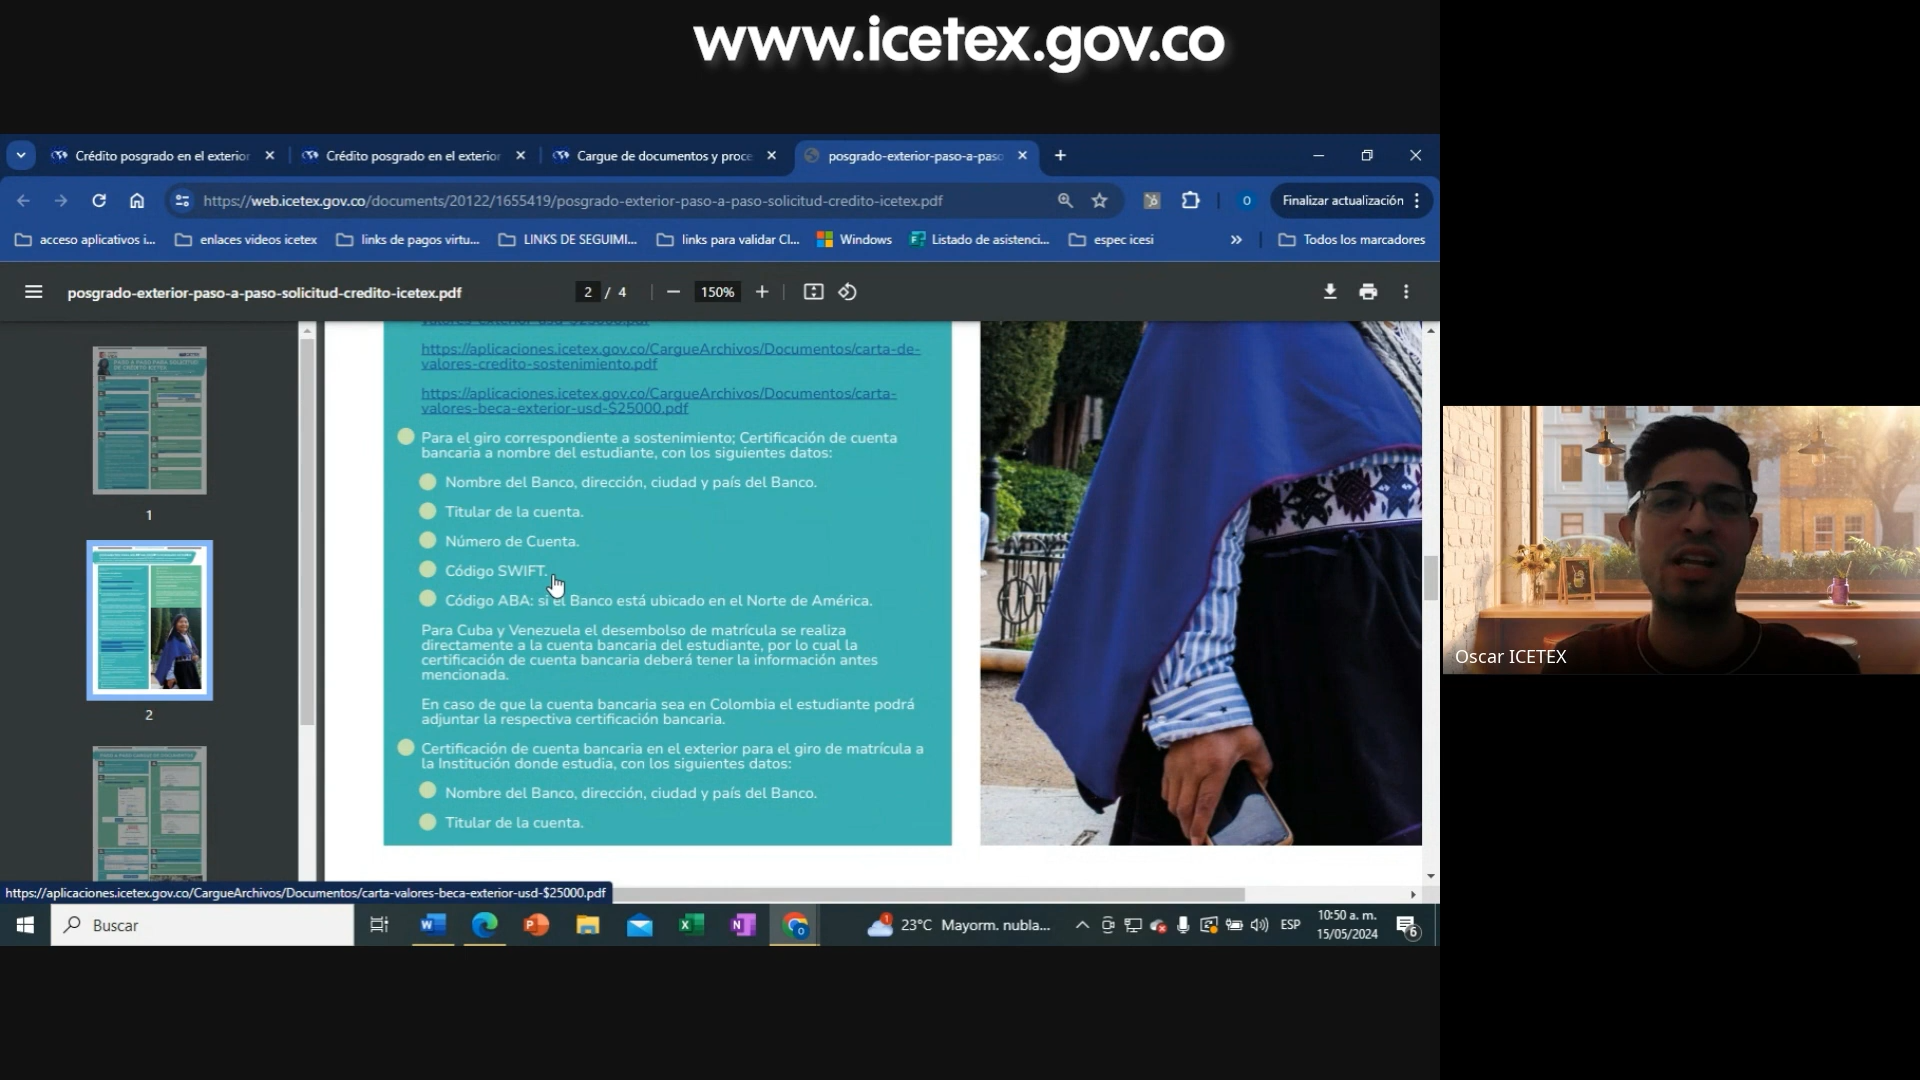 www.icetex.gov.co
Crédito posgrado en el exterior
Crédito posgrado en el exterior
Cargue de documentos y proce
posgrado-exterior-paso-a-paso
https://web.icetex.gov.co/documents/20122/1655419/posgrado-exterior-paso-a-paso-solicitud-credito-icetex.pdf
O
Finalizar actualización
acceso aplicativos i...
enlaces videos icetex
links de pagos virtu...
LINKS DE SEGUIMI...
links para validar CI...
Windows
Listado de asistenci...
espec icesi
»
Todos los marcadores
posgrado-exterior-paso-a-paso-solicitud-credito-icetex.pdf
2 / 4
150%
https://aplicaciones.icetex.gov.co/CargueArchivos/Documentos/carta-de-
valores-credito-sostenimiento.pdf
https://aplicaciones.icetex.gov.co/CargueArchivos/Documentos/carta-
valores-beca-exterior-usd-$25000.pdf
Para el giro correspondiente a sostenimiento; Certificación de cuenta
bancaria a nombre del estudiante, con los siguientes datos:
Nombre del Banco, dirección, ciudad y país del Banco.
Titular de la cuenta.
Número de Cuenta.
Código SWIFT.
Código ABA: si el Banco está ubicado en el Norte de América.
Para Cuba y Venezuela el desembolso de matrícula se realiza
directamente a la cuenta bancaria del estudiante, por lo cual la
certificación de cuenta bancaria deberá tener la información antes
mencionada.
En caso de que la cuenta bancaria sea en Colombia el estudiante podrá
adjuntar la respectiva certificación bancaria.
Certificación de cuenta bancaria en el exterior para el giro de matrícula a
la Institución donde estudia, con los siguientes datos:
Nombre del Banco, dirección, ciudad y país del Banco.
Titular de la cuenta.
1
2
Oscar ICETEX
https://aplicaciones.icetex.gov.co/CargueArchivos/Documentos/carta-valores-beca-exterior-usd-$25000.pdf
Buscar
23°C Mayorm. nubla...
ESP
10:50 a. m.
15/05/2024
6